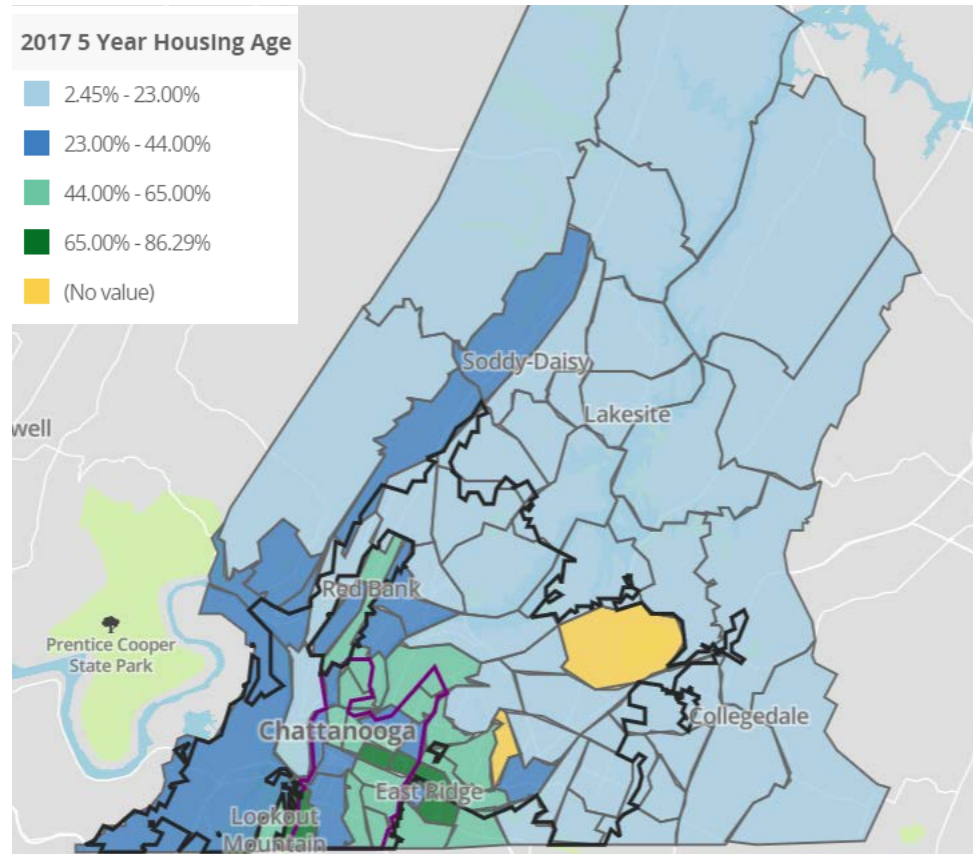 2017 5 Year Housing Age
2.45% - 23.00%
23.00% - 44.00%
44.00% - 65.00%
65.00% - 86.29%
(No value)
Soddy-Daisy
Lakesite
well
Red Bank
Prentice Cooper
State Park
Collegedale
Chattanooga
East Ridge
Lookout
Mountain